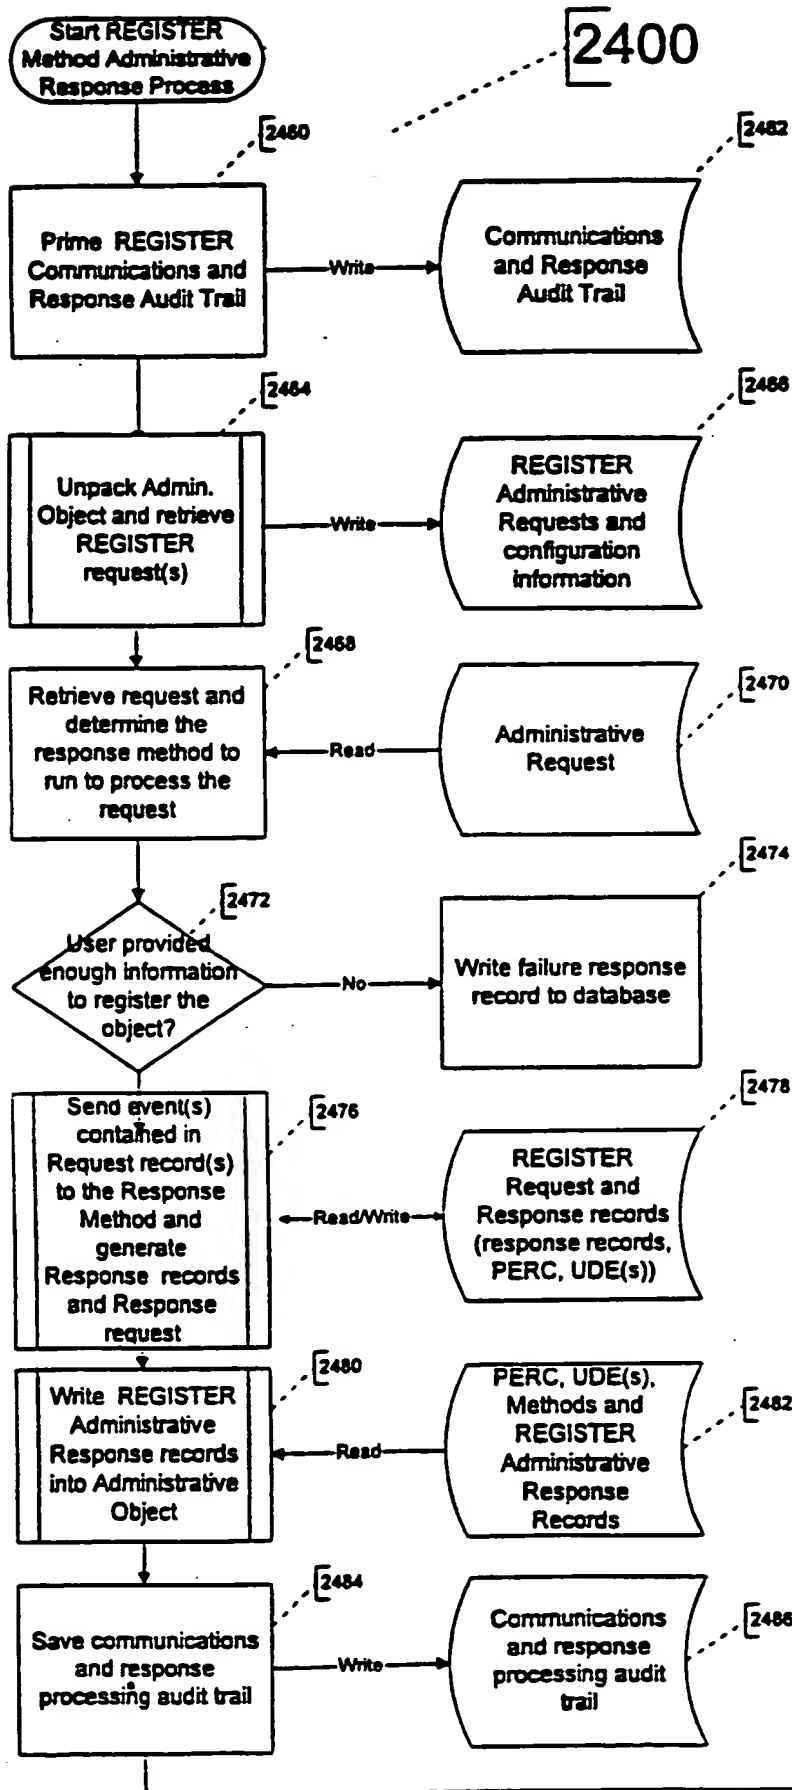 Start REGISTER
Method Administrative
Response Process
2400
2460
2462
Prime REGISTER
Communications and
Response Audit Trail
Write
Communications
and Response
Audit Trail
2464
2466
Unpack Admin.
Object and retrieve
REGISTER
request(s)
Write
REGISTER
Administrative
Requests and
configuration
information
2468
2470
Retrieve request and
determine the
response method to
run to process the
request
Read
Administrative
Request
2472
2474
User provided
enough information
to register the
object?
No
Write failure response
record to database
2476
2478
Send event(s)
contained in
Request record(s)
to the Response
Method and
generate
Response records
and Response
request
Read/Write
REGISTER
Request and
Response records
(response records,
PERC, UDE(s))
2480
2482
Write REGISTER
Administrative
Response records
into Administrative
Object
Read
PERC, UDE(s),
Methods and
REGISTER
Administrative
Response
Records
2484
2486
Save communications
and response
processing audit trail
Write
Communications
and response
processing audit
trail